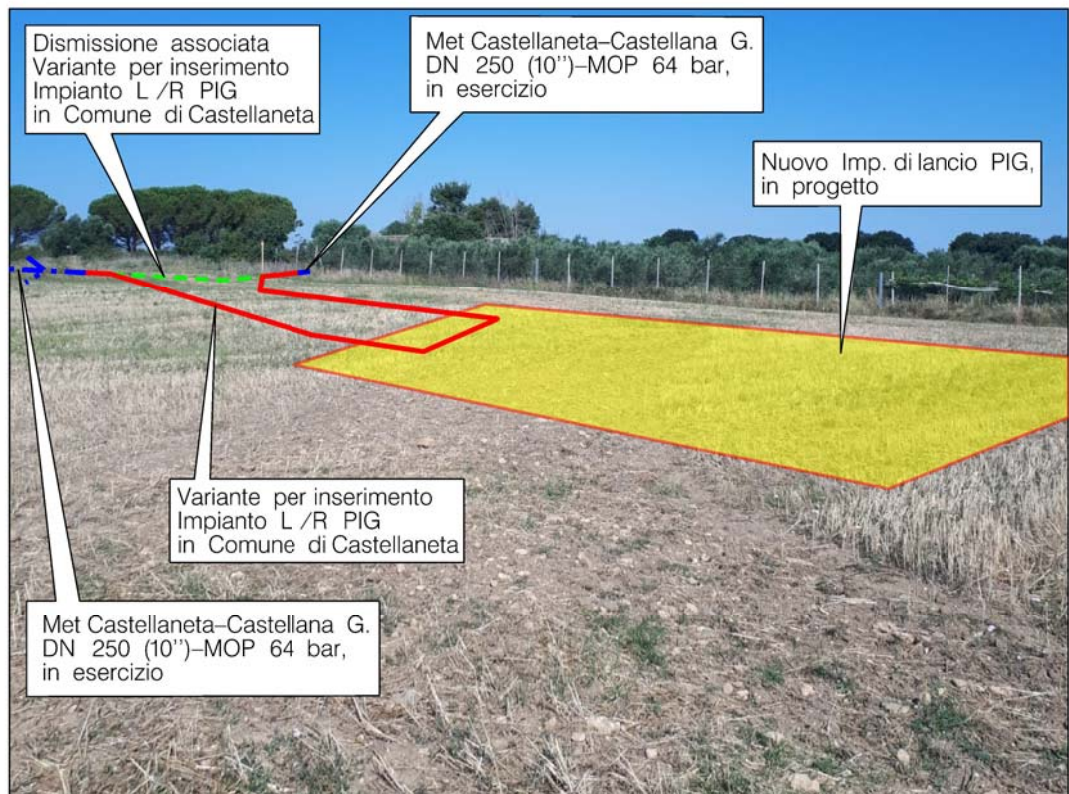 Dismissione associata
Variante per inserimento
Impianto L /R PIG
in Comune di Castellaneta
Met Castellaneta–Castellana G.
DN 250 (10'')–MOP 64 bar,
in esercizio
Nuovo Imp. di lancio PIG,
in progetto
Variante per inserimento
Impianto L /R PIG
in Comune di Castellaneta
Met Castellaneta–Castellana G.
DN 250 (10'')–MOP 64 bar,
in esercizio